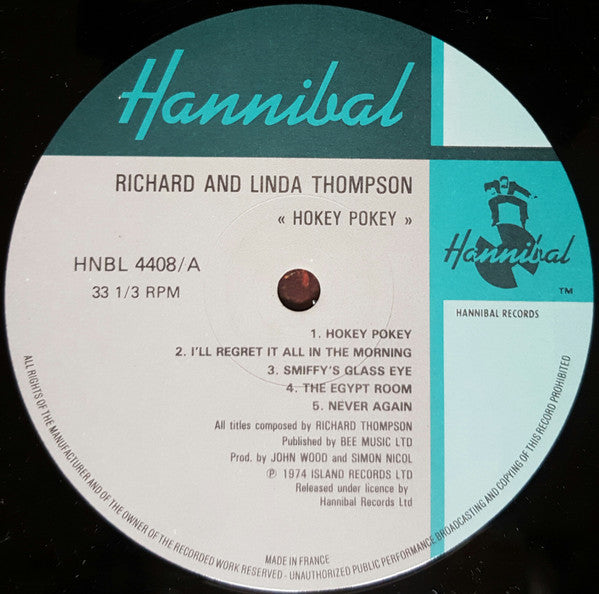 Hannibal
RICHARD AND LINDA THOMPSON
« HOKEY POKEY »
HNBL 4408/A
33 1/3 RPM
Hannibal
TM
HANNIBAL RECORDS
1. HOKEY POKEY
2. I'LL REGRET IT ALL IN THE MORNING
3. SMIFFY'S GLASS EYE
4. THE EGYPT ROOM
5. NEVER AGAIN
All titles composed by RICHARD THOMPSON
Published by BEE MUSIC LTD
Prod. by JOHN WOOD and SIMON NICOL
℗ 1974 ISLAND RECORDS LTD
Released under licence by
Hannibal Records Ltd
MADE IN FRANCE
ALL RIGHTS OF THE MANUFACTURER AND OF THE OWNER OF THE RECORDED WORK RESERVED - UNAUTHORIZED PUBLIC PERFORMANCE BROADCASTING AND COPYING OF THIS RECORD PROHIBITED